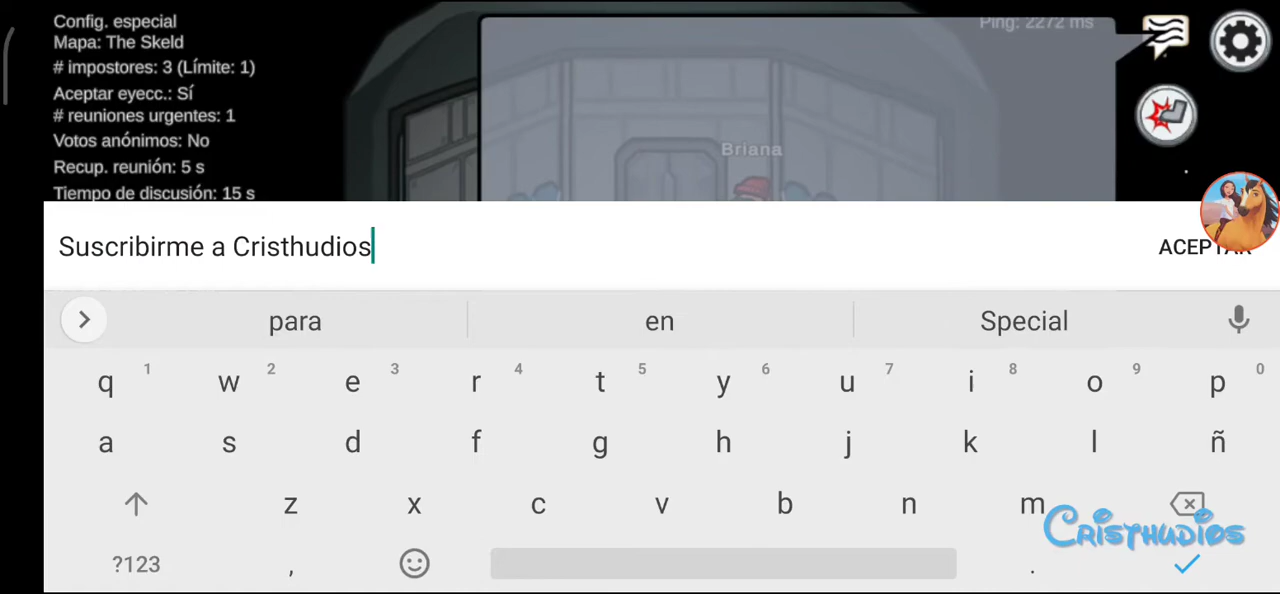 Config. especial
Mapa: The Skeld
# impostores: 3 (Límite: 1)
Aceptar eyecc.: Sí
# reuniones urgentes: 1
Votos anónimos: No
Recup. reunión: 5 s
Tiempo de discusión: 15 s
Ping: 2272 ms
Briana
Suscribirme a Cristhudios
ACEPTAR
para en Special
q 1 w 2 e 3 r 4 t 5 y 6 u 7 i 8 o 9 p 0
a s d f g h j k l ñ
z x c v b n m
CRISTHUDIOS
?123 , .